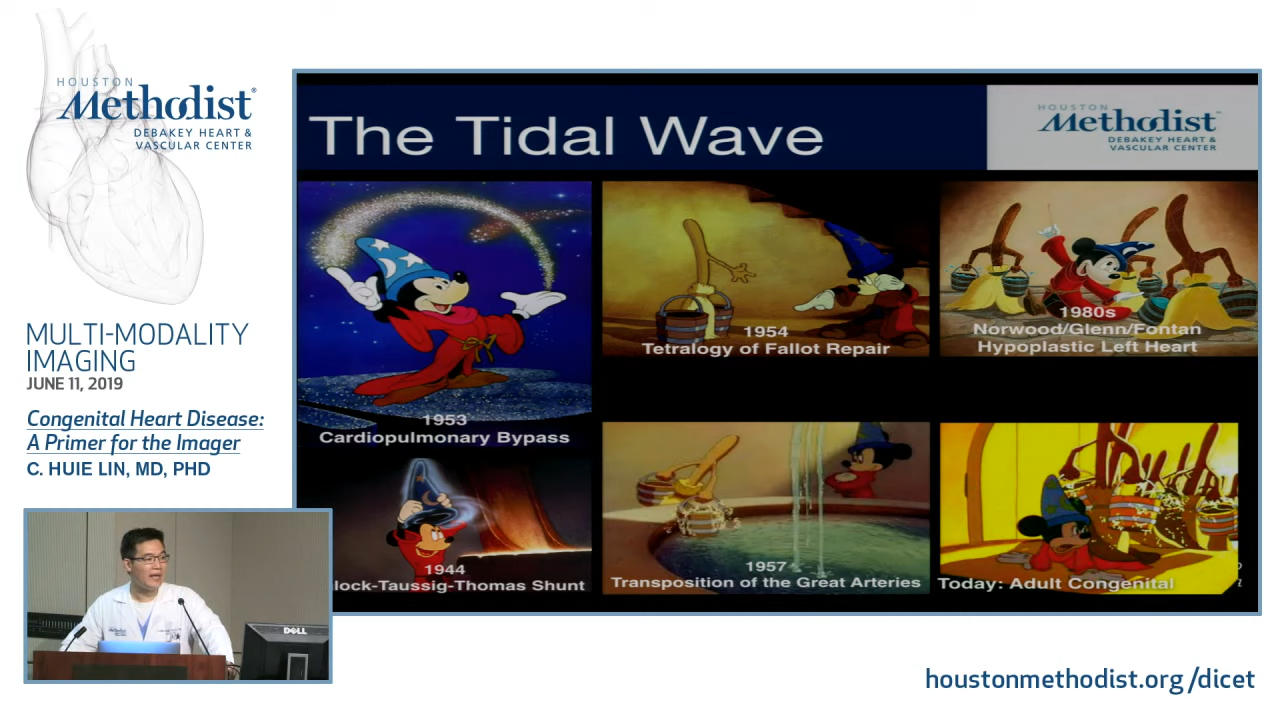 HOUSTON
Methodist®
DEBAKEY HEART &
VASCULAR CENTER
MULTI-MODALITY
IMAGING
JUNE 11, 2019
Congenital Heart Disease:
A Primer for the Imager
C. HUIE LIN, MD, PHD
The Tidal Wave
HOUSTON
Methodist
DEBAKEY HEART &
VASCULAR CENTER
1953
Cardiopulmonary Bypass
1954
Tetralogy of Fallot Repair
1980s
Norwood/Glenn/Fontan
Hypoplastic Left Heart
1944
lock-Taussig-Thomas Shunt
1957
Transposition of the Great Arteries
Today: Adult Congenital
DELL
houstonmethodist.org/dicet